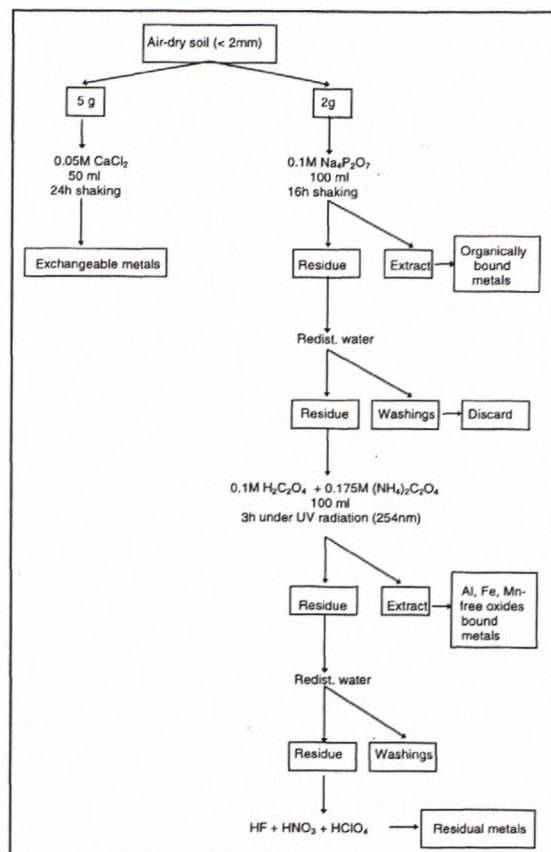 Air-dry soil (< 2mm)
5 g
2g
0.05M CaCl₂
50 ml
24h shaking
0.1M Na₄P₂O₇
100 ml
16h shaking
Exchangeable metals
Residue
Extract
Organically
bound
metals
Redist. water
Residue
Washings
Discard
0.1M H₂C₂O₄ + 0.175M (NH₄)₂C₂O₄
100 ml
3h under UV radiation (254nm)
Residue
Extract
Al, Fe, Mn-
free oxides
bound
metals
Redist. water
Residue
Washings
HF + HNO₃ + HClO₄
Residual metals